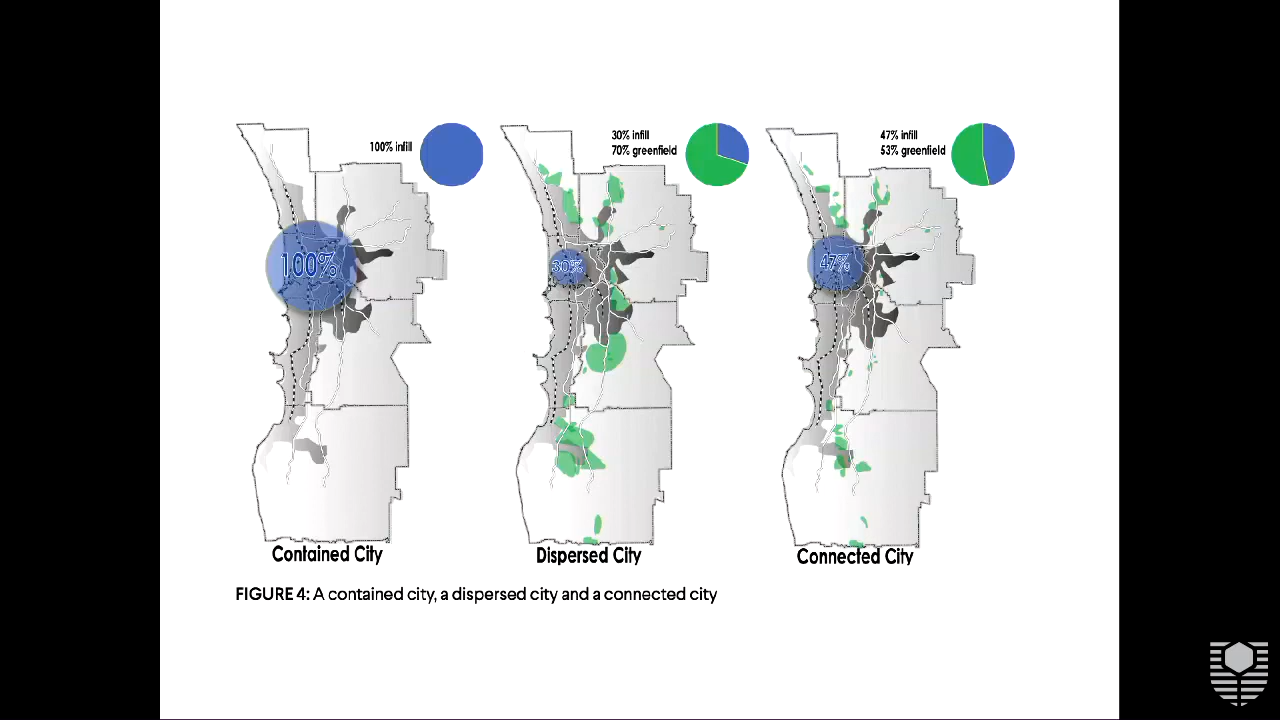 100% infill
30% infill
70% greenfield
47% infill
53% greenfield
100%
30%
47%
Contained City
Dispersed City
Connected City
FIGURE 4: A contained city, a dispersed city and a connected city